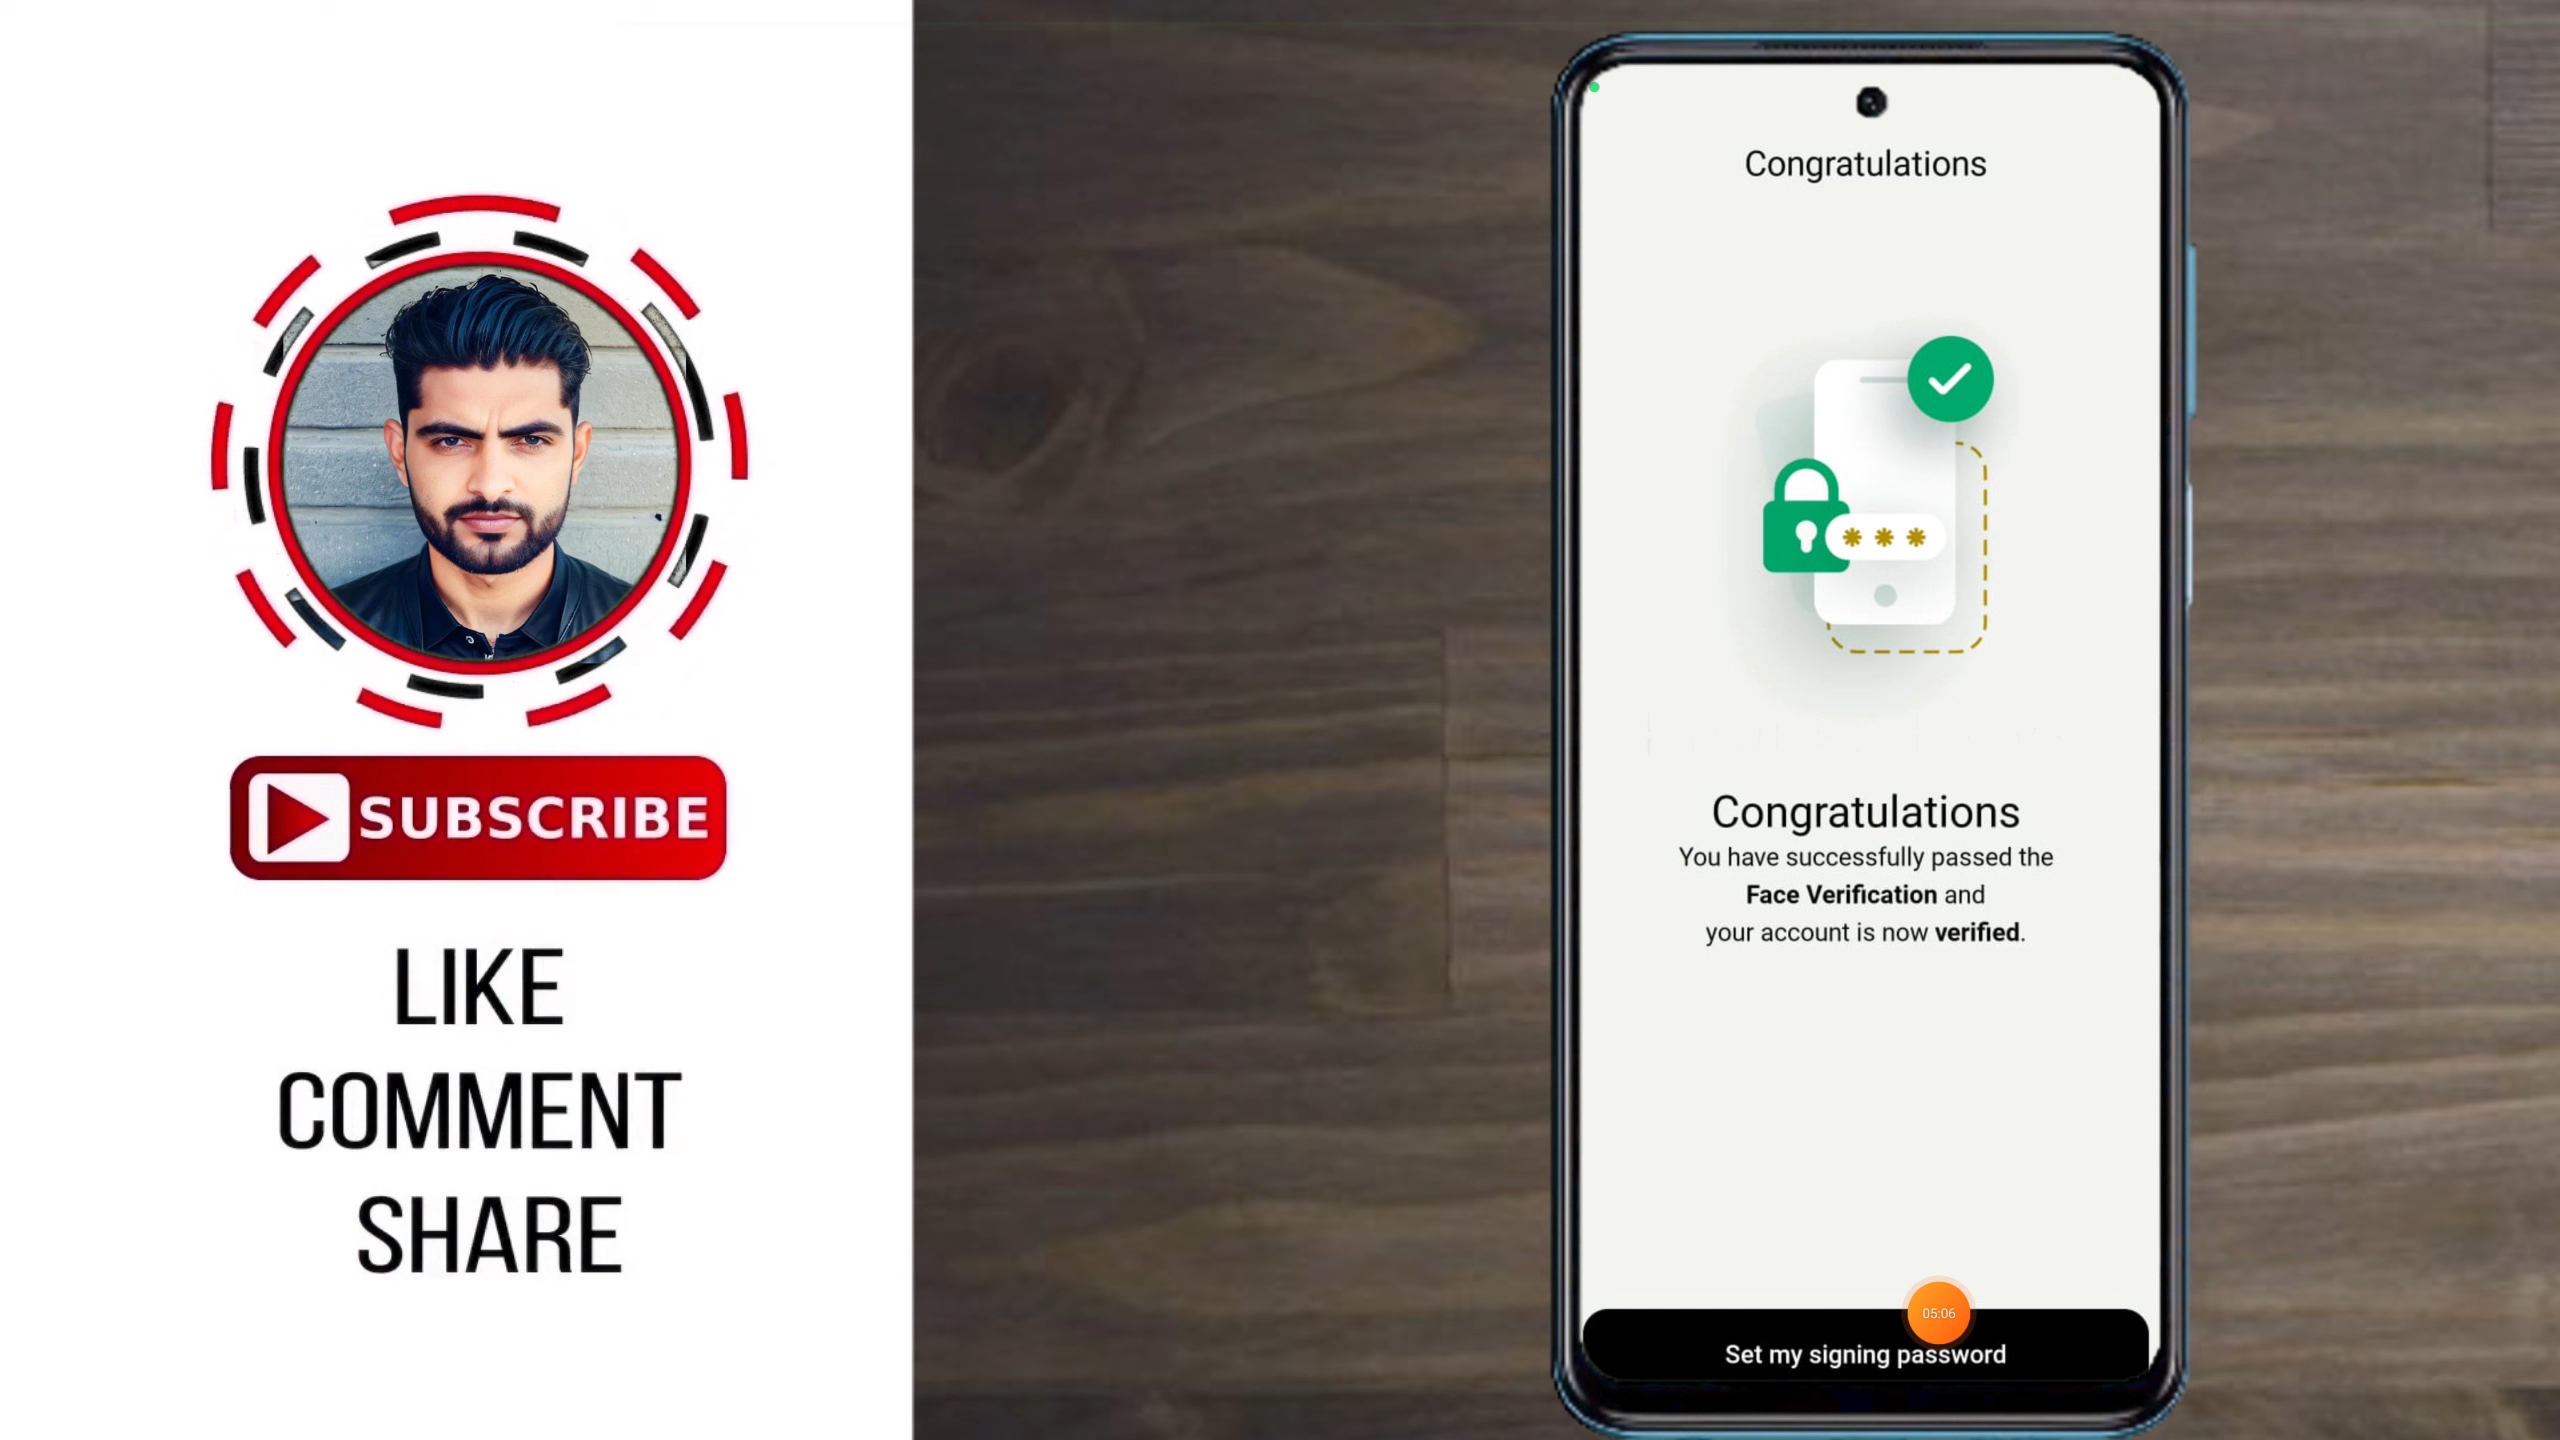 SUBSCRIBE
LIKE
COMMENT
SHARE
Congratulations
***
Congratulations
You have successfully passed the
Face Verification and
your account is now verified.
05:06
Set my signing password